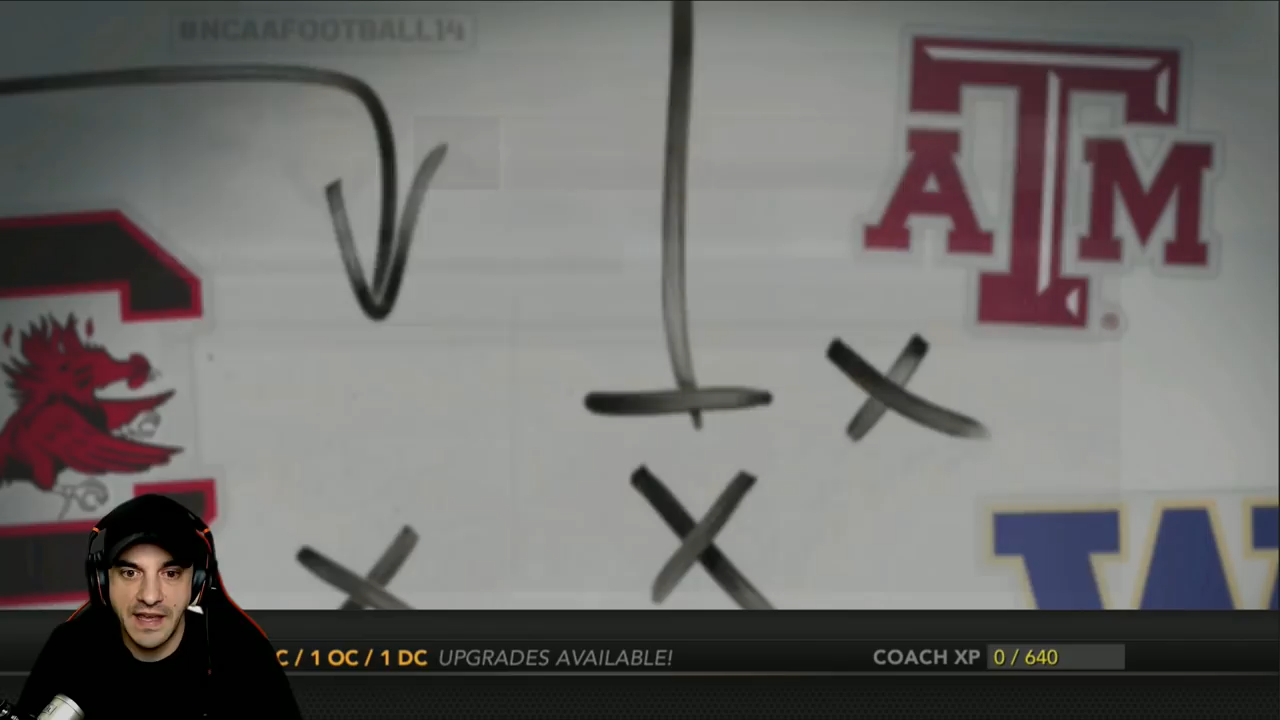 #NCAAFOOTBALL14
ATM
W
C / 1 OC / 1 DC UPGRADES AVAILABLE!
COACH XP 0 / 640